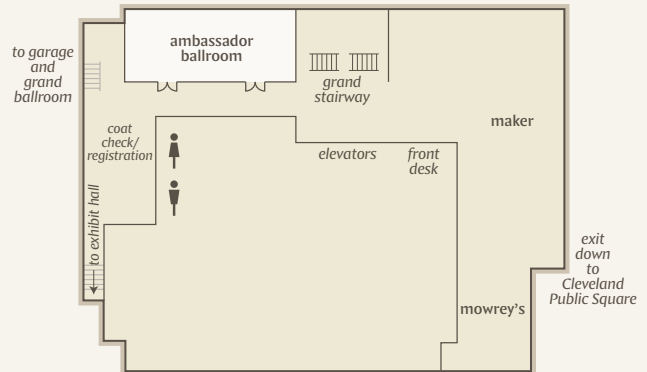 to garage
and
grand
ballroom
ambassador
ballroom
grand
stairway
maker
coat
check/
registration
elevators
front
desk
to exhibit hall
exit
down
to
Cleveland
Public Square
mowrey's